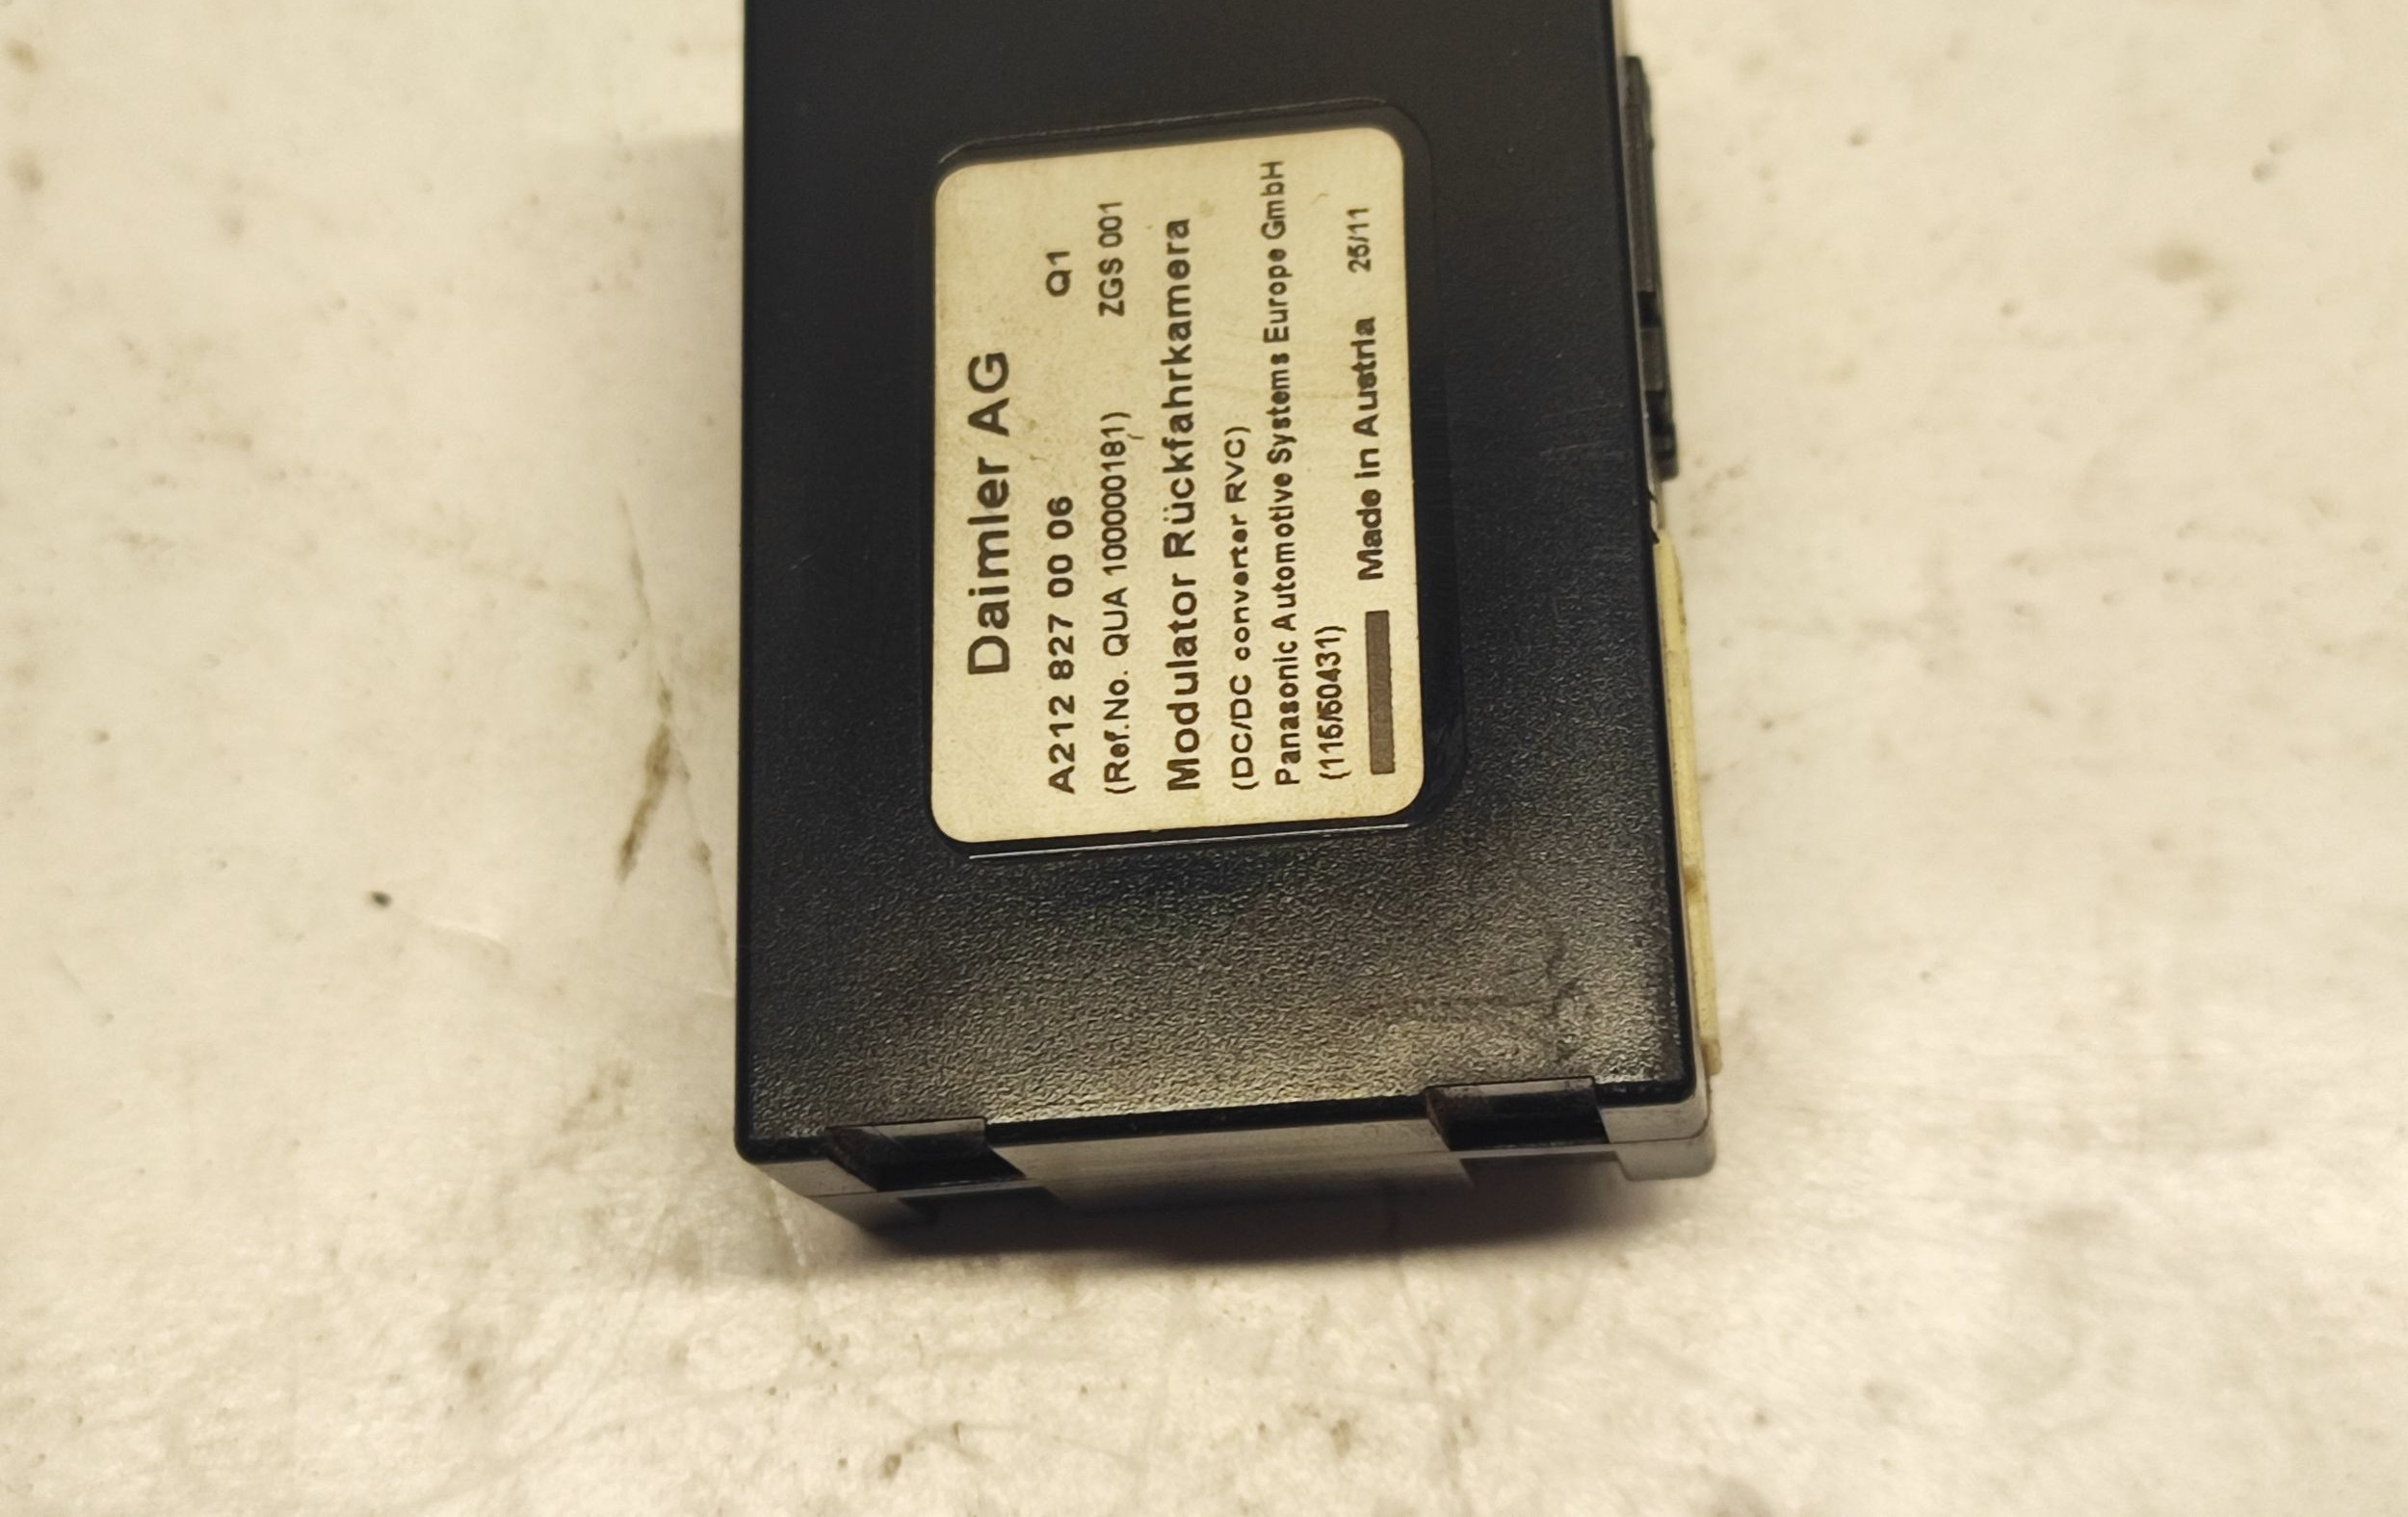 Daimler AG
A212 827 00 06 Q1
(Ref.No. QUA 1000000181) ZGS 001
Modulator Rückfahrkamera
(DC/DC converter RVC)
Panasonic Automotive Systems Europe GmbH
(115/504431)
Made in Austria 25/11